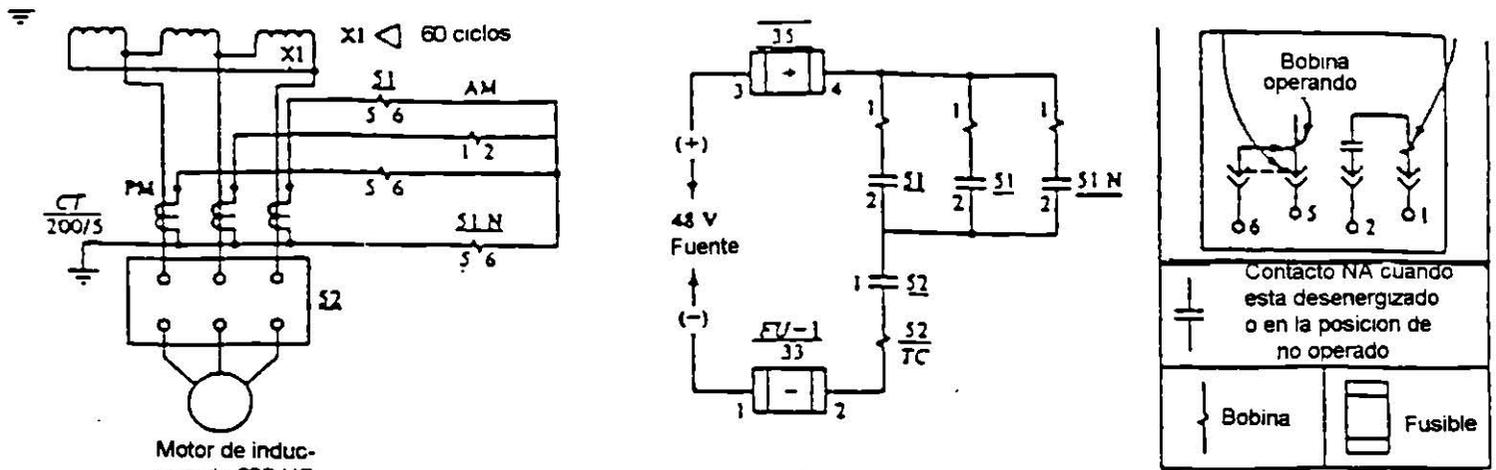 X1 ◁ 60 ciclos
X1
51
5 6
AM
1 2
5 6
PM
CT
200/5
51 N
5 6
52
Motor de induc-
35
3 + 4
(+)
48 V
Fuente
(-)
1 1 1
2 51 2 51 2 51 N
1 52
52
TC
FU-1
33
1 - 2
Bobina
operando
6 5 2 1
Contacto NA cuando
esta desenergizado
o en la posicion de
no operado
Bobina
Fusible